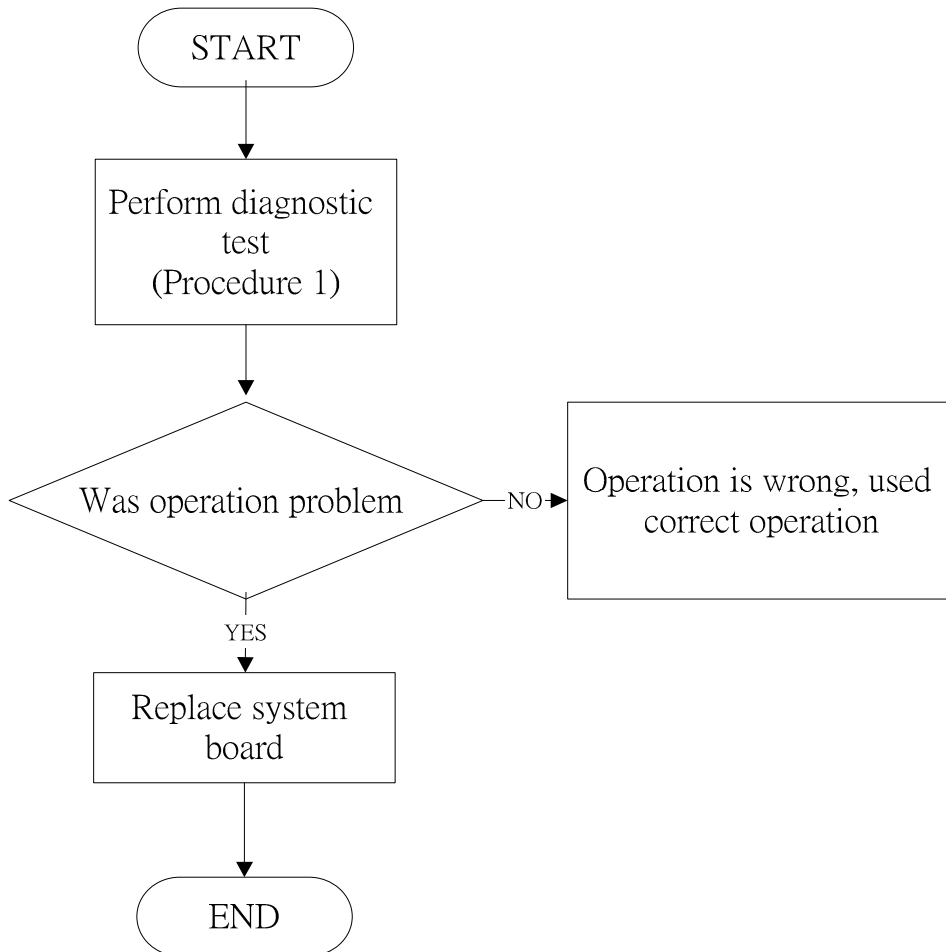 START
Perform diagnostic
test
(Procedure 1)
Was operation problem
NO
Operation is wrong, used
correct operation
YES
Replace system
board
END